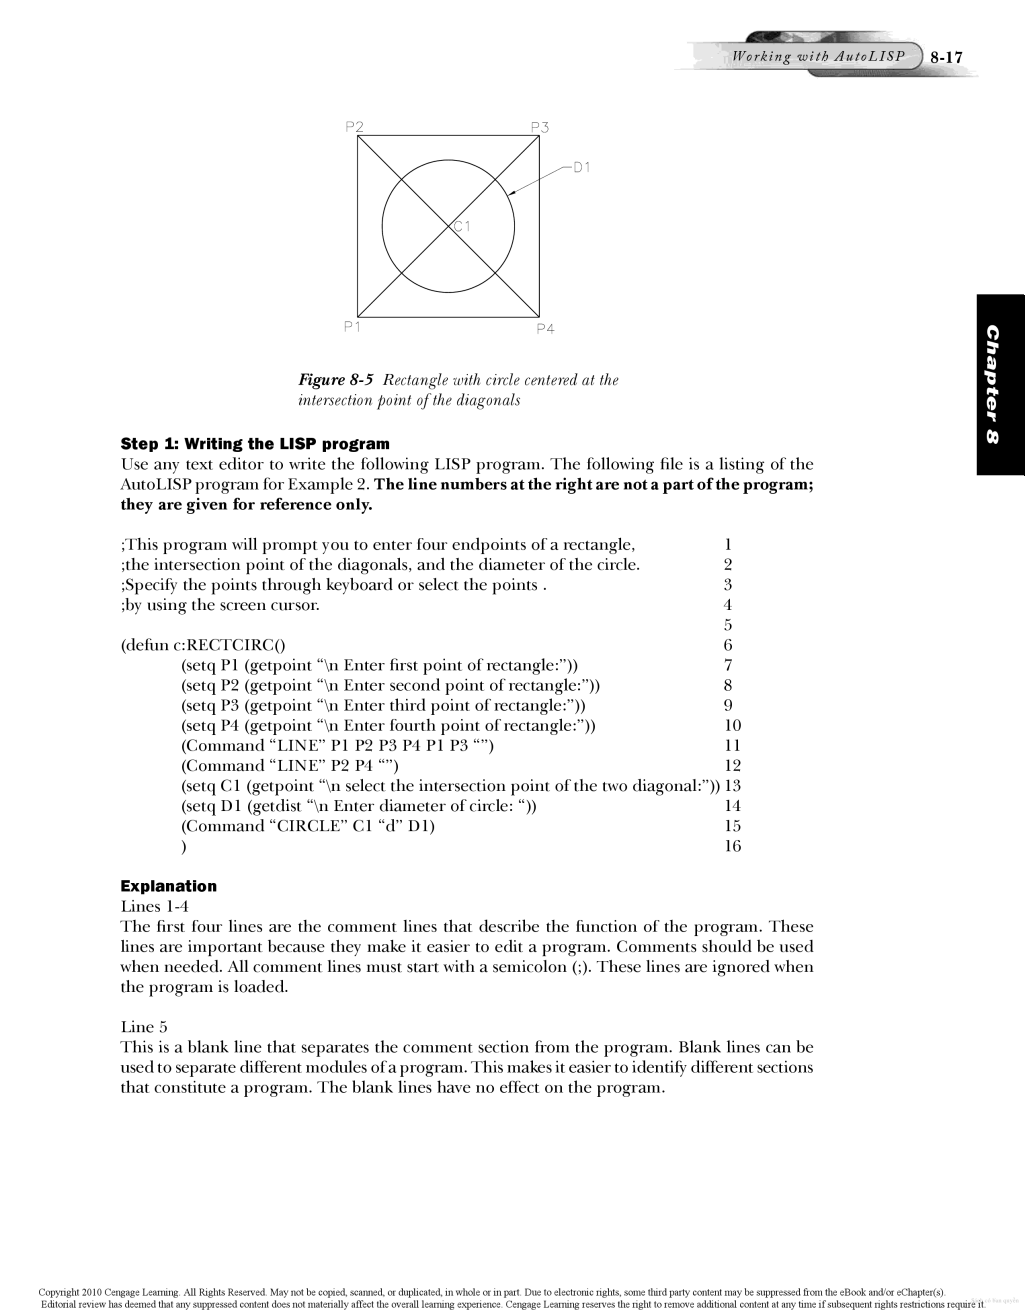 Working with AutoLISP 8-17
P2 P3
D1
C1
P1 P4
Chapter 8
Figure 8-5 Rectangle with circle centered at the
intersection point of the diagonals
Step 1: Writing the LISP program
Use any text editor to write the following LISP program. The following file is a listing of the
AutoLISP program for Example 2. The line numbers at the right are not a part of the program;
they are given for reference only.
;This program will prompt you to enter four endpoints of a rectangle, 1
;the intersection point of the diagonals, and the diameter of the circle. 2
;Specify the points through keyboard or select the points . 3
;by using the screen cursor. 4
5
(defun c:RECTCIRC() 6
(setq P1 (getpoint “\n Enter first point of rectangle:”)) 7
(setq P2 (getpoint “\n Enter second point of rectangle:”)) 8
(setq P3 (getpoint “\n Enter third point of rectangle:”)) 9
(setq P4 (getpoint “\n Enter fourth point of rectangle:”)) 10
(Command “LINE” P1 P2 P3 P4 P1 P3 “”) 11
(Command “LINE” P2 P4 “”) 12
(setq C1 (getpoint “\n select the intersection point of the two diagonal:”)) 13
(setq D1 (getdist “\n Enter diameter of circle: “)) 14
(Command “CIRCLE” C1 “d” D1) 15
) 16
Explanation
Lines 1-4
The first four lines are the comment lines that describe the function of the program. These
lines are important because they make it easier to edit a program. Comments should be used
when needed. All comment lines must start with a semicolon (;). These lines are ignored when
the program is loaded.
Line 5
This is a blank line that separates the comment section from the program. Blank lines can be
used to separate different modules of a program. This makes it easier to identify different sections
that constitute a program. The blank lines have no effect on the program.
Copyright 2010 Cengage Learning. All Rights Reserved. May not be copied, scanned, or duplicated, in whole or in part. Due to electronic rights, some third party content may be suppressed from the eBook and/or eChapter(s).
Editorial review has deemed that any suppressed content does not materially affect the overall learning experience. Cengage Learning reserves the right to remove additional content at any time if subsequent rights restrictions require it